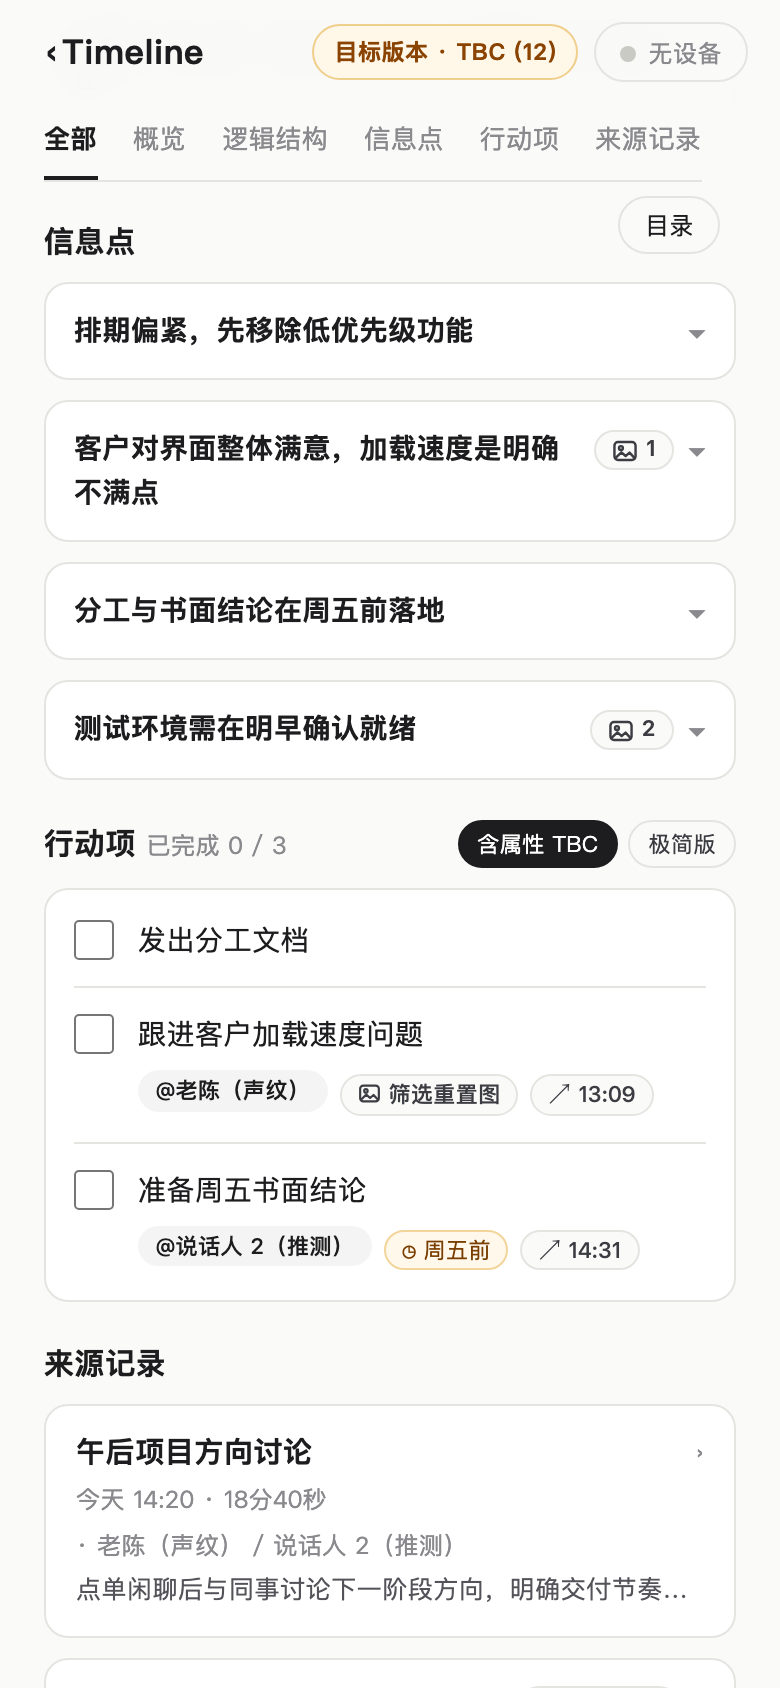 ‹ Timeline
目标版本 · TBC (12)
无设备
全部 概览 逻辑结构 信息点 行动项 来源记录
信息点
目录
排期偏紧，先移除低优先级功能
客户对界面整体满意，加载速度是明确
不满点
1
分工与书面结论在周五前落地
测试环境需在明早确认就绪
2
行动项 已完成 0 / 3
含属性 TBC
极简版
发出分工文档
跟进客户加载速度问题
@老陈（声纹） 筛选重置图 ↗ 13:09
准备周五书面结论
@说话人 2（推测） 周五前 ↗ 14:31
来源记录
午后项目方向讨论 ›
今天 14:20 · 18分40秒
· 老陈（声纹） / 说话人 2（推测）
点单闲聊后与同事讨论下一阶段方向，明确交付节奏...